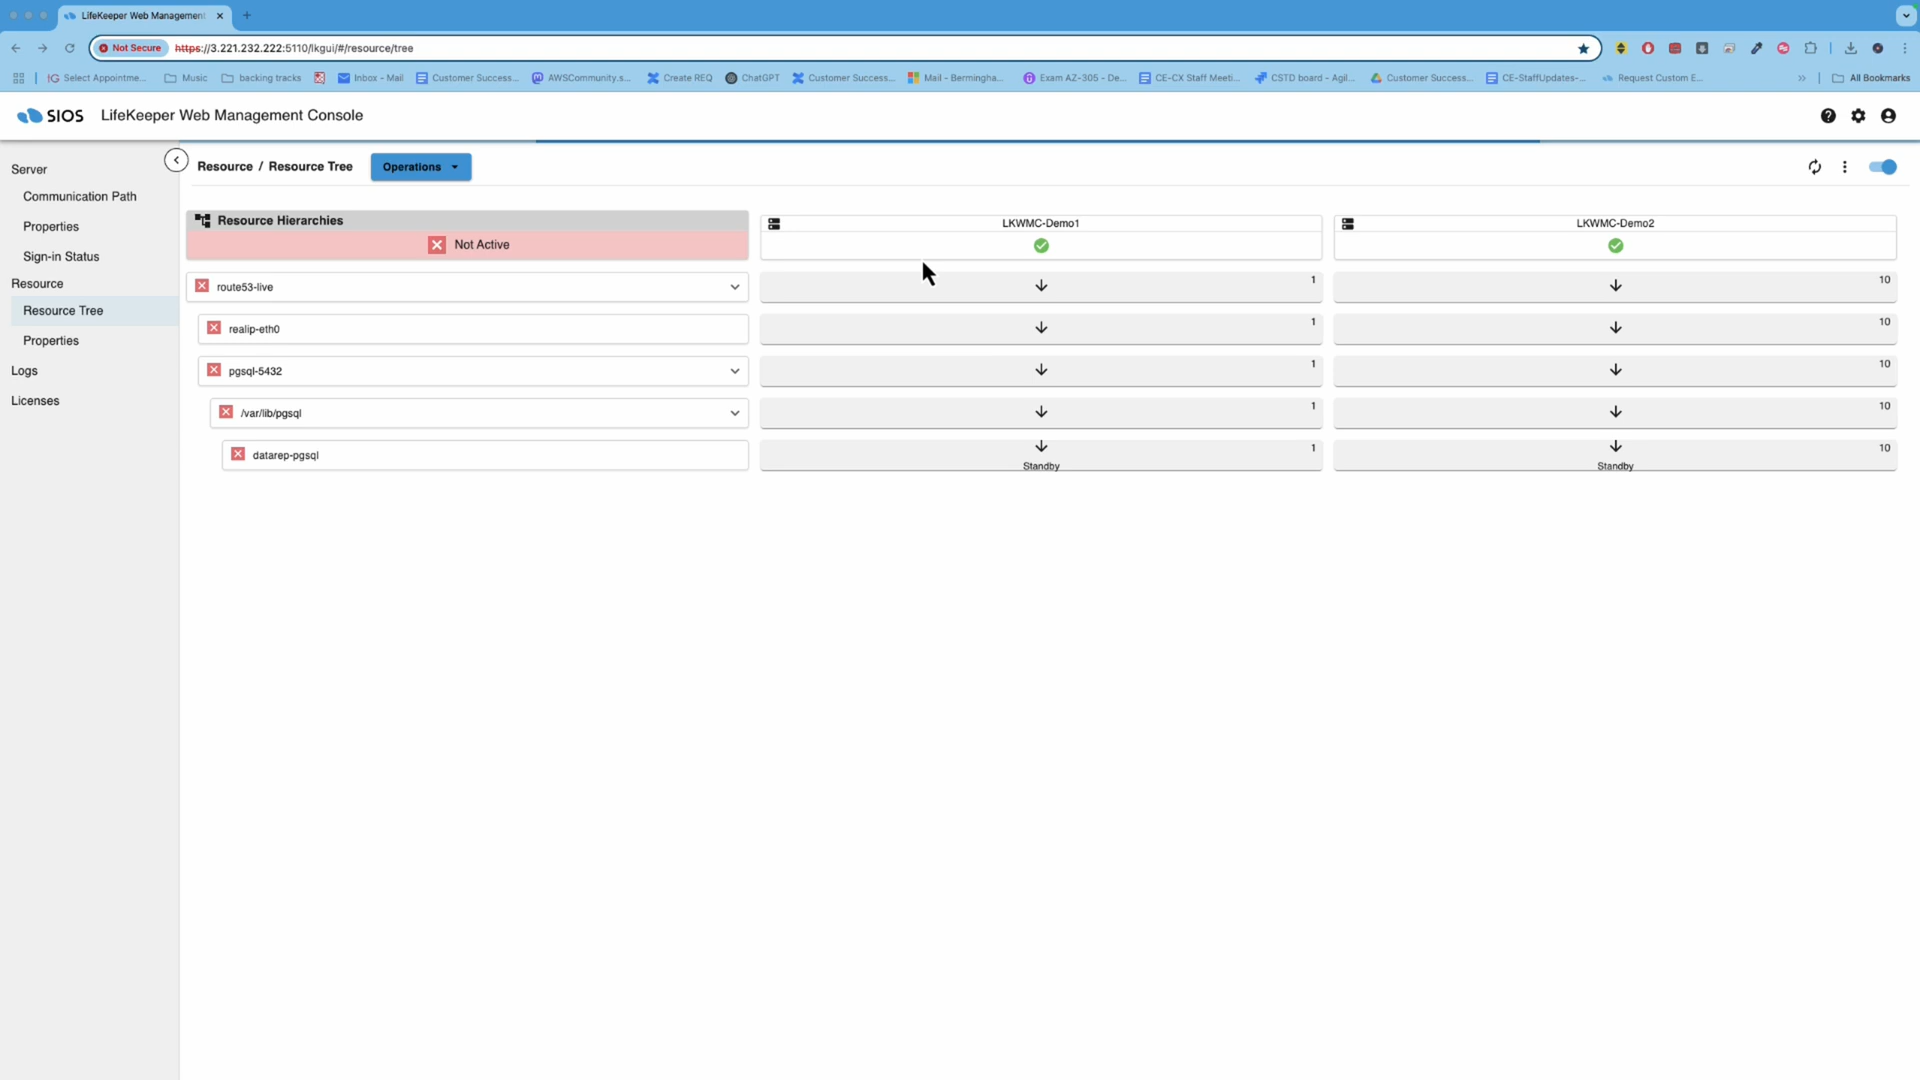 LifeKeeper Web Management
Not Secure https://3.221.232.222:5110/lkgui/#/resource/tree
Select Appointme... Music backing tracks Inbox - Mail Customer Success... AWSCommunity.s... Create REQ ChatGPT Customer Success... Mail - Bermingha... Exam AZ-305 - De... CE-CX Staff Meeti... CSTD board - Agil... Customer Success... CE-StaffUpdates-... Request Custom E... » All Bookmarks
SIOS LifeKeeper Web Management Console
Server
Communication Path
Properties
Sign-in Status
Resource
Resource Tree
Properties
Logs
Licenses
Resource / Resource Tree Operations
Resource Hierarchies LKWMC-Demo1 LKWMC-Demo2
Not Active
route53-live 1 10
realip-eth0 1 10
pgsql-5432 1 10
/var/lib/pgsql 1 10
datarep-pgsql 1 10
Standby Standby